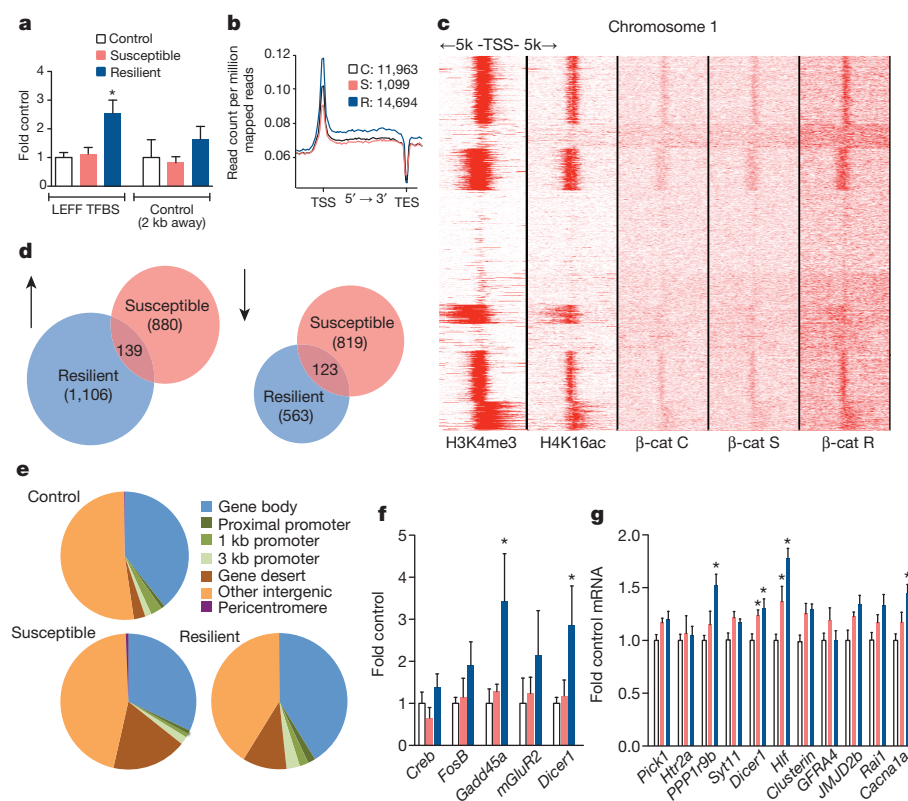 a
Control
Susceptible
Resilient
Fold control
4
3
2
1
0
*
LEFF TFBS
Control
(2 kb away)
b
Read count per million
mapped reads
0.12
0.10
0.08
0.06
C: 11,963
S: 1,099
R: 14,694
TSS
5′ → 3′
TES
c
Chromosome 1
←5k -TSS- 5k→
H3K4me3
H4K16ac
β-cat C
β-cat S
β-cat R
d
Susceptible
(880)
139
Resilient
(1,106)
Susceptible
(819)
123
Resilient
(563)
e
Control
Susceptible
Resilient
Gene body
Proximal promoter
1 kb promoter
3 kb promoter
Gene desert
Other intergenic
Pericentromere
f
Fold control
5
4
3
2
1
0
*
*
Creb
FosB
Gadd45a
mGluR2
Dicer1
g
Fold control mRNA
2.0
1.5
1.0
0.5
0.0
*
*
*
*
*
*
Pick1
Htr2a
PPP1r9b
Syt11
Dicer1
Hlf
Clusterin
GFRA4
JMJD2b
Rai1
Cacna1a